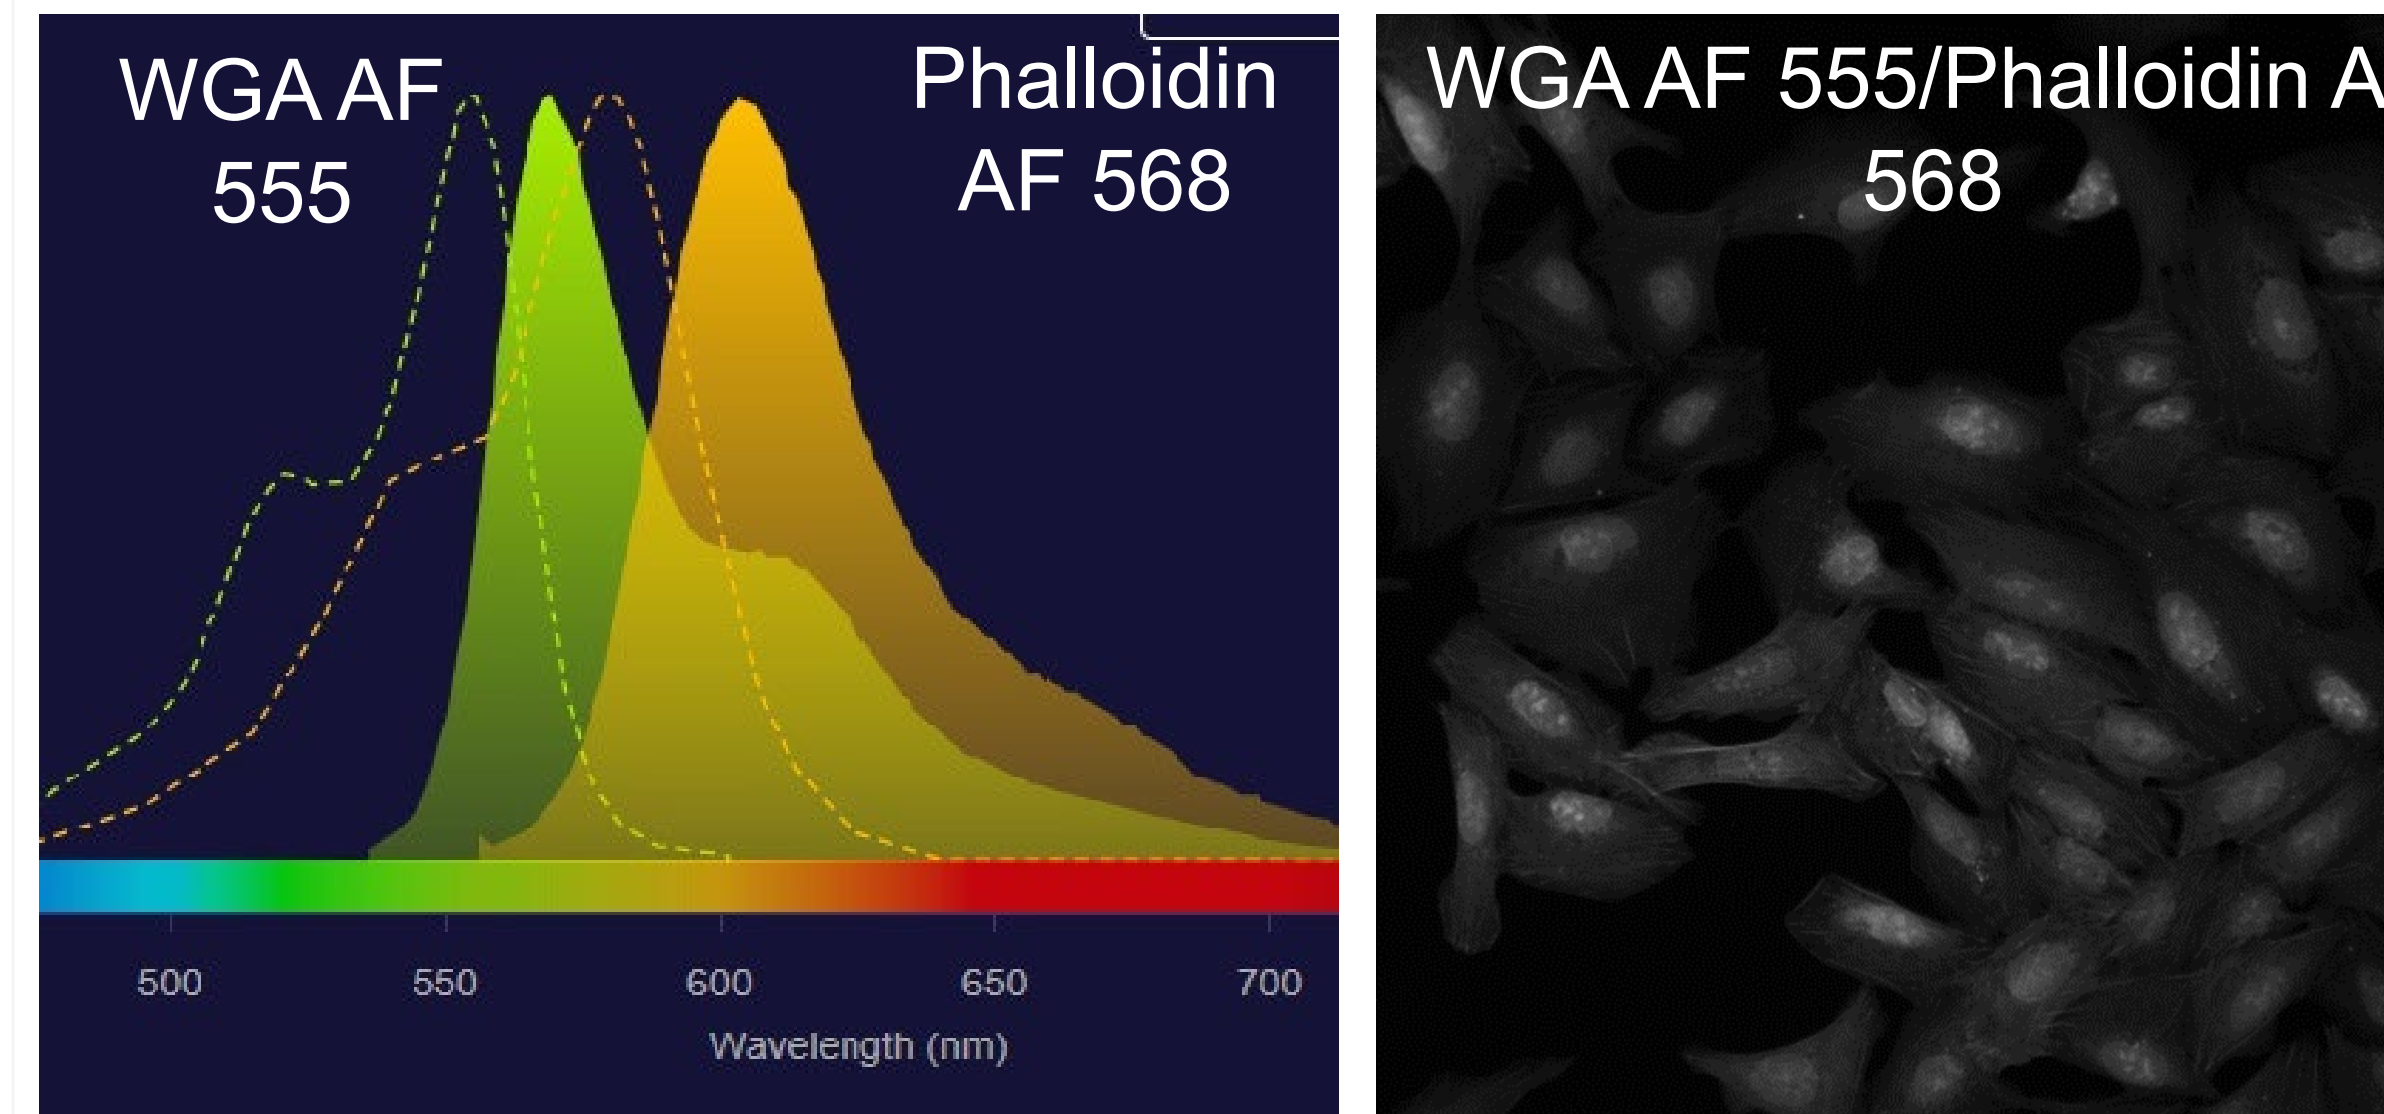 WGA AF
555
Phalloidin
AF 568
500 550 600 650 700
Wavelength (nm)
WGA AF 555/Phalloidin A
568